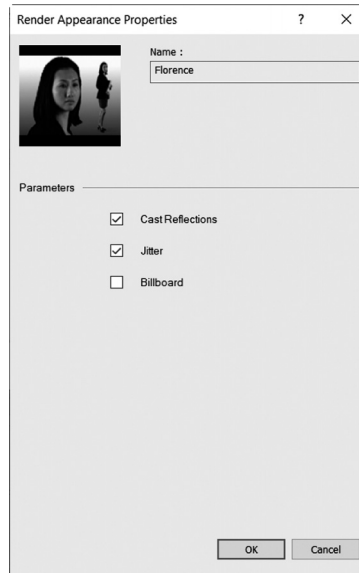 Render Appearance Properties ? ✕
Name :
Florence
Parameters
Cast Reflections
Jitter
Billboard
OK Cancel